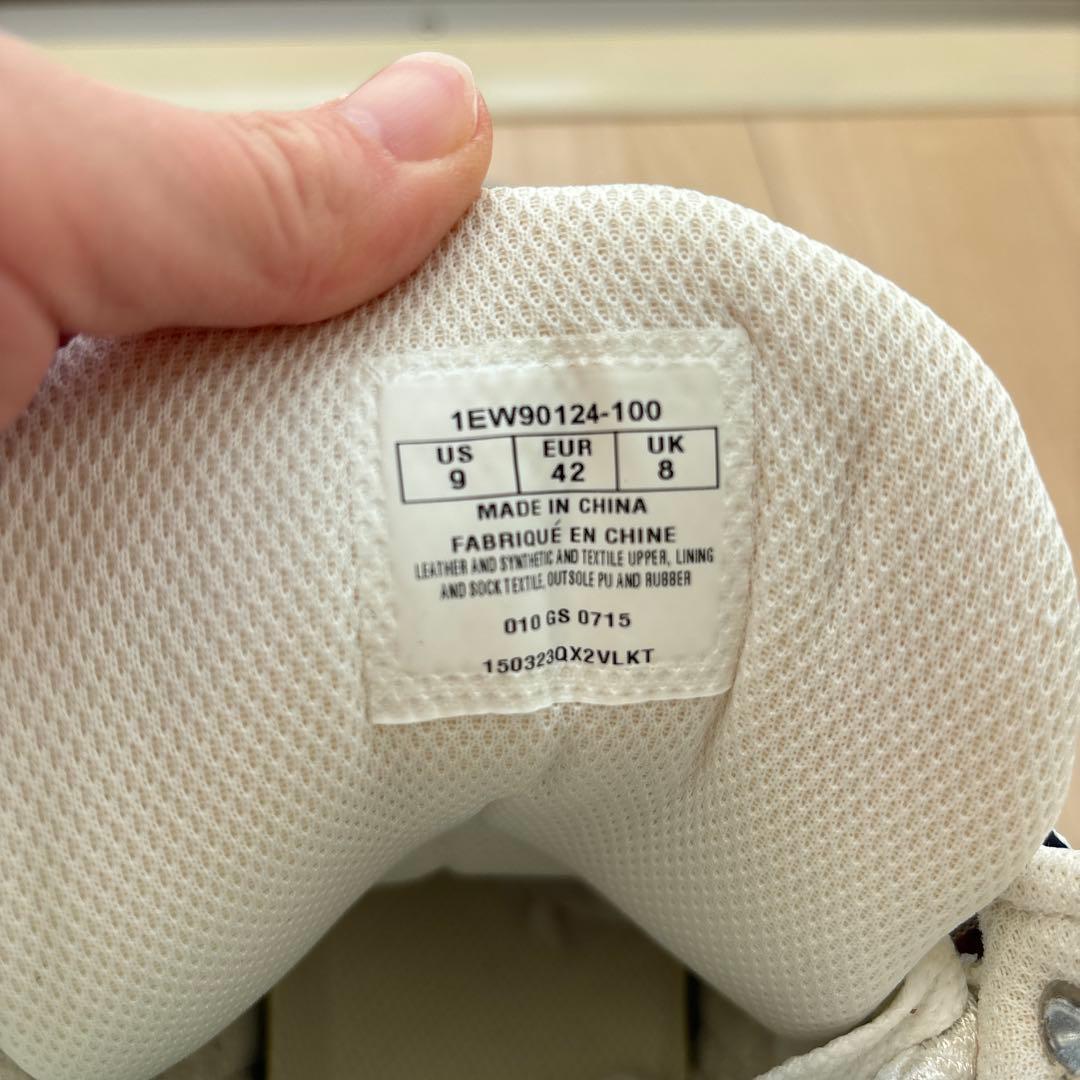 1EW90124-100
US EUR UK
9 42 8
MADE IN CHINA
FABRIQUÉ EN CHINE
LEATHER AND SYNTHETIC AND TEXTILE UPPER, LINING
AND SOCK TEXTILE, OUTSOLE PU AND RUBBER
010 GS 0715
150323QX2VLKT